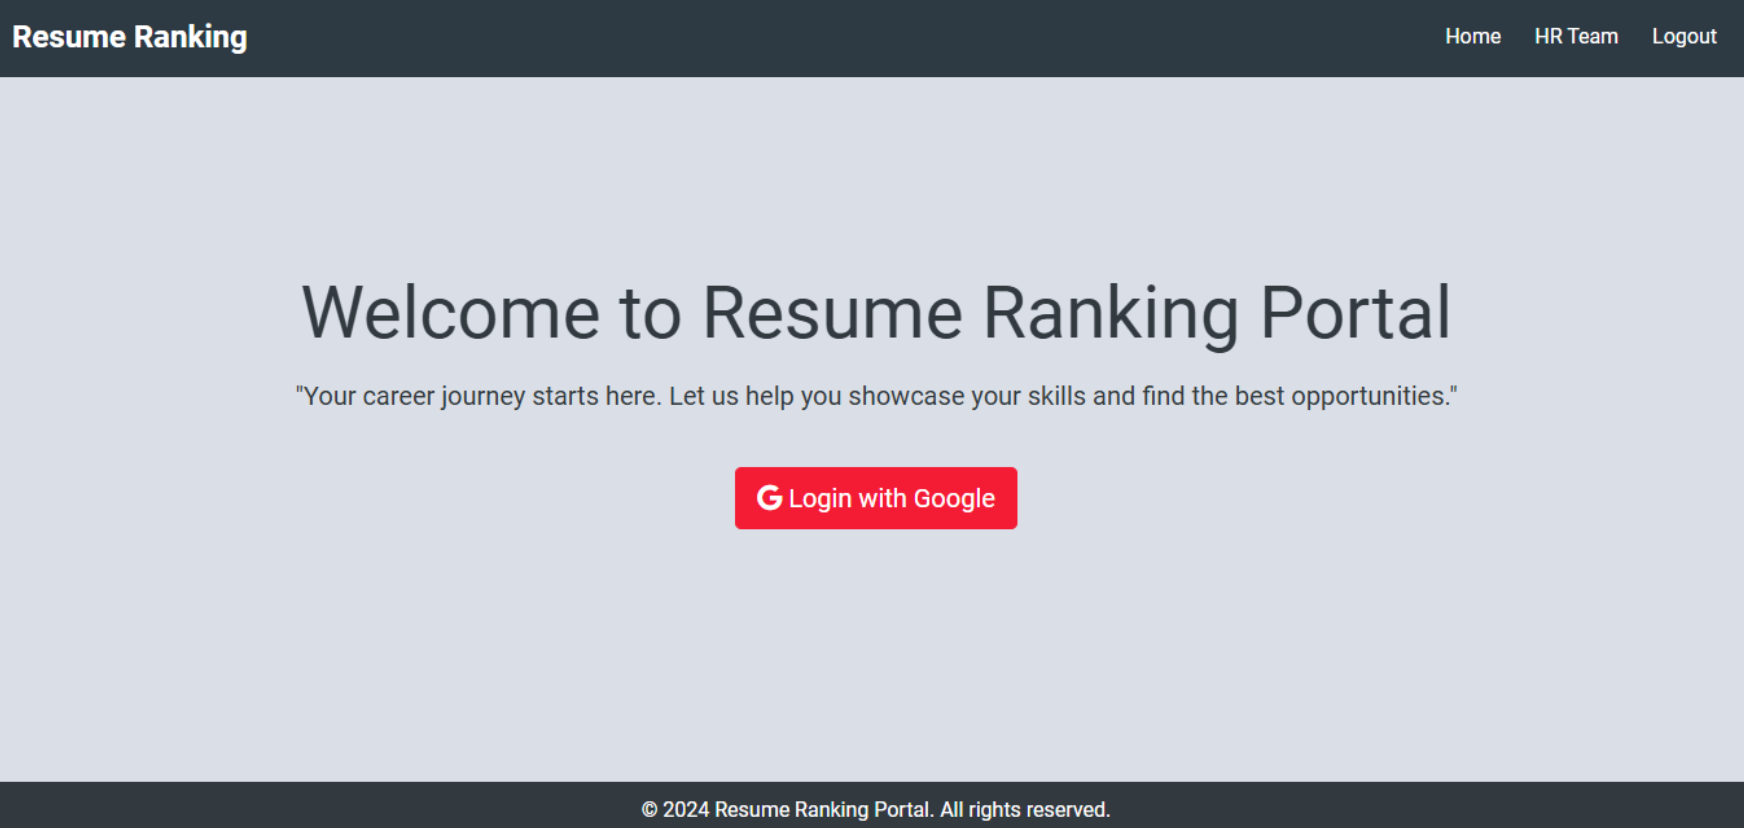 Resume Ranking
Home HR Team Logout
Welcome to Resume Ranking Portal
"Your career journey starts here. Let us help you showcase your skills and find the best opportunities."
G Login with Google
© 2024 Resume Ranking Portal. All rights reserved.